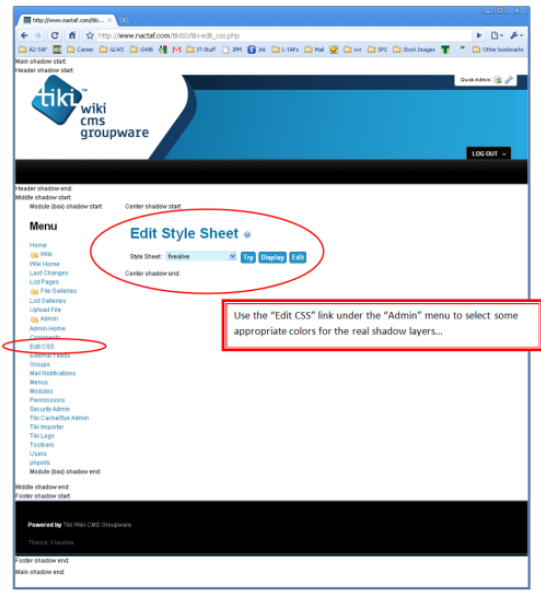 http://www.nactaf.com/tiki...
http://www.nactaf.com/tiki60/tiki-edit_css.php
A2-TAF
Career
GLWS
GWBi
IT-Stuff
JPM
Ink
L-TAFs
Mail
vvr
SPS
Stock Images
Other bookmarks
Main shadow start
Header shadow start
Quick Admin
tiki
wiki
cms
groupware
LOG OUT
Header shadow end
Middle shadow start
Module (box) shadow start
Center shadow start
Menu
Edit Style Sheet
Home
Wiki
Style Sheet: fivealive Try Display Edit
Wiki Home
Last Changes
Center shadow end
List Pages
File Galleries
List Galleries
Upload File
Admin
Admin Home
Comments
Edit CSS
External Feeds
Groups
Mail Notifications
Menus
Modules
Permissions
Security Admin
Tiki Cache/Sys Admin
Tiki Importer
Tiki Logs
Toolbars
Users
phpinfo
Module (box) shadow end
Use the “Edit CSS” link under the “Admin” menu to select some
appropriate colors for the real shadow layers…
Middle shadow end
Footer shadow start
Powered by Tiki Wiki CMS Groupware
Theme: Fivealive
Footer shadow end
Main shadow end